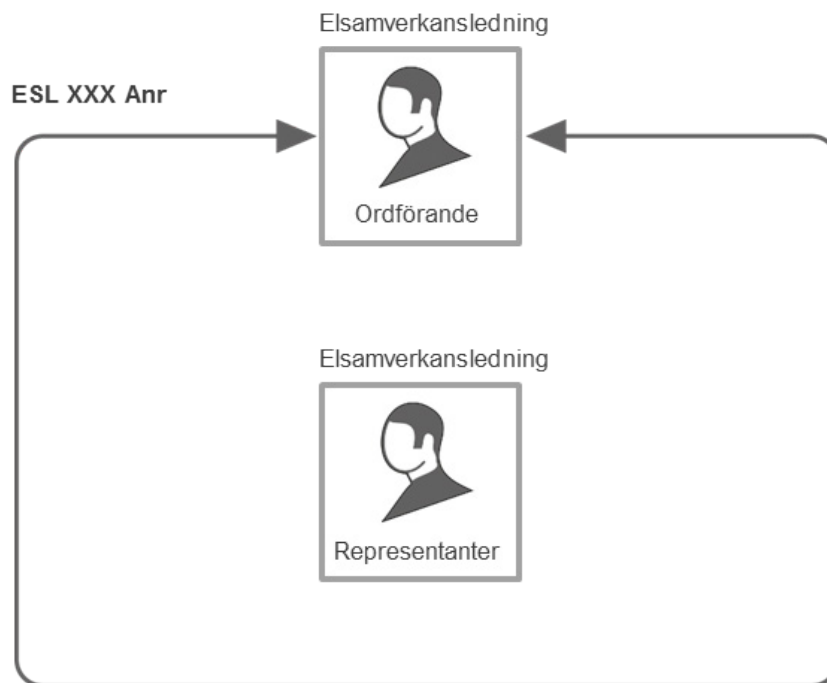 Elsamverkansledning
ESL XXX Anr
Ordförande
Elsamverkansledning
Representanter